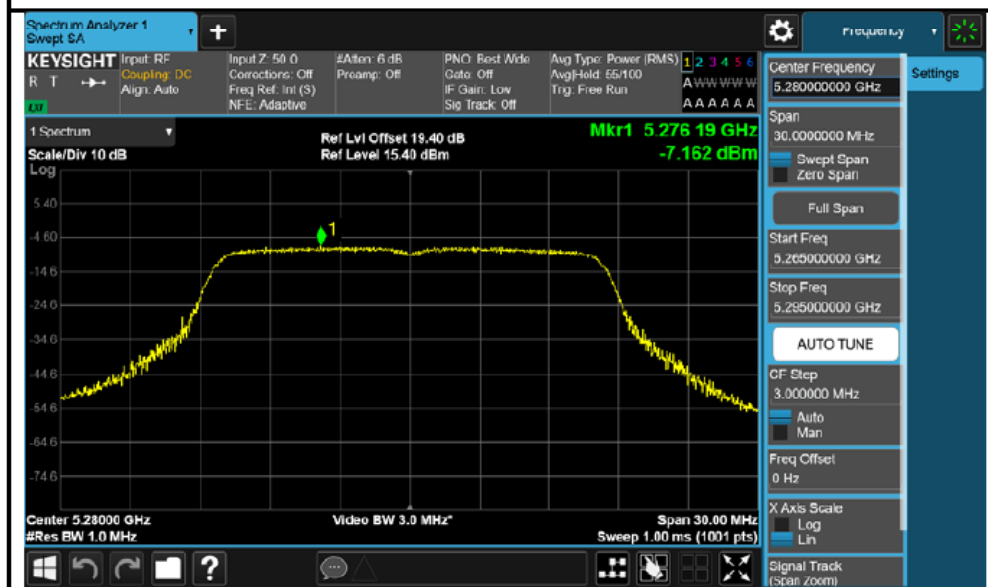 Spectrum Analyzer 1
Swept SA
+
Frequency
KEYSIGHT
R T
Input: RF
Coupling: DC
Align: Auto
Input Z: 50 Ω
Corrections: Off
Freq Ref: Int (S)
NFE: Adaptive
#Atten: 6 dB
Preamp: Off
PNO: Best Wide
Gate: Off
IF Gain: Low
Sig Track: Off
Avg Type: Power (RMS)
Avg|Hold: 65/100
Trig: Free Run
1 2 3 4 5 6
A W W W W W
A A A A A A
1 Spectrum
Scale/Div 10 dB
Log
Ref Lvl Offset 19.40 dB
Ref Level 15.40 dBm
Mkr1 5.276 19 GHz
-7.162 dBm
5.40
-4.60
-14.6
-24.6
-34.6
-44.6
-54.6
-64.6
-74.6
1
Center 5.28000 GHz
#Res BW 1.0 MHz
Video BW 3.0 MHz*
Span 30.00 MHz
Sweep 1.00 ms (1001 pts)
Center Frequency
5.280000000 GHz
Settings
Span
30.0000000 MHz
Swept Span
Zero Span
Full Span
Start Freq
5.265000000 GHz
Stop Freq
5.295000000 GHz
AUTO TUNE
CF Step
3.000000 MHz
Auto
Man
Freq Offset
0 Hz
X Axis Scale
Log
Lin
Signal Track
(Span Zoom)
?